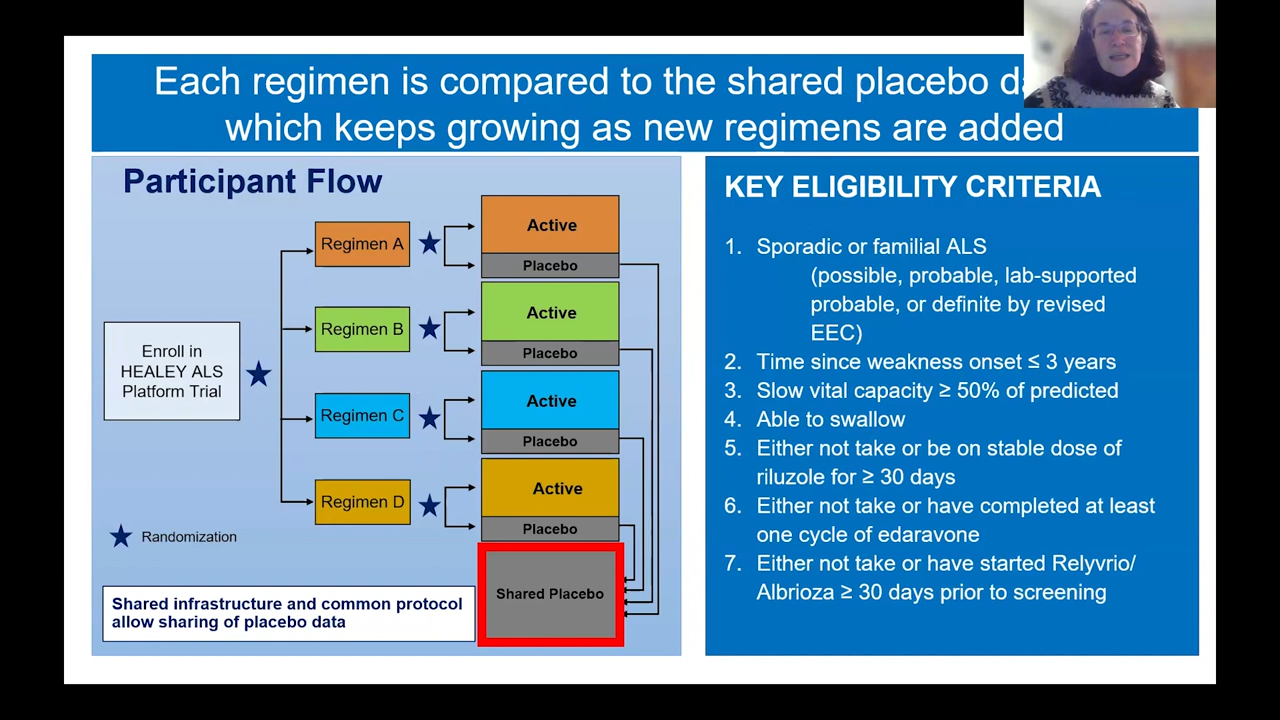 Each regimen is compared to the shared placebo
which keeps growing as new regimens are added
Participant Flow
Enroll in
HEALEY ALS
Platform Trial
Regimen A
Active
Placebo
Regimen B
Active
Placebo
Regimen C
Active
Placebo
Regimen D
Active
Placebo
Shared Placebo
Randomization
Shared infrastructure and common protocol
allow sharing of placebo data
KEY ELIGIBILITY CRITERIA
1. Sporadic or familial ALS
(possible, probable, lab-supported
probable, or definite by revised
EEC)
2. Time since weakness onset ≤ 3 years
3. Slow vital capacity ≥ 50% of predicted
4. Able to swallow
5. Either not take or be on stable dose of
riluzole for ≥ 30 days
6. Either not take or have completed at least
one cycle of edaravone
7. Either not take or have started Relyvrio/
Albrioza ≥ 30 days prior to screening